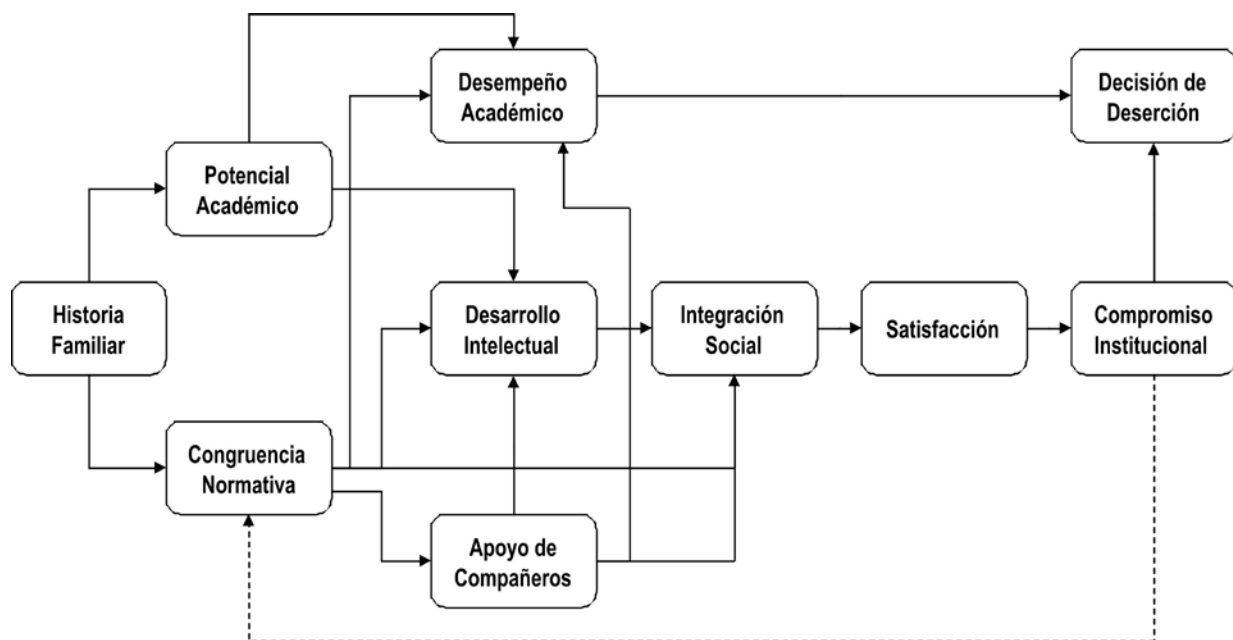 Desempeño
Académico
Decisión de
Deserción
Potencial
Académico
Historia
Familiar
Desarrollo
Intelectual
Integración
Social
Satisfacción
Compromiso
Institucional
Congruencia
Normativa
Apoyo de
Compañeros